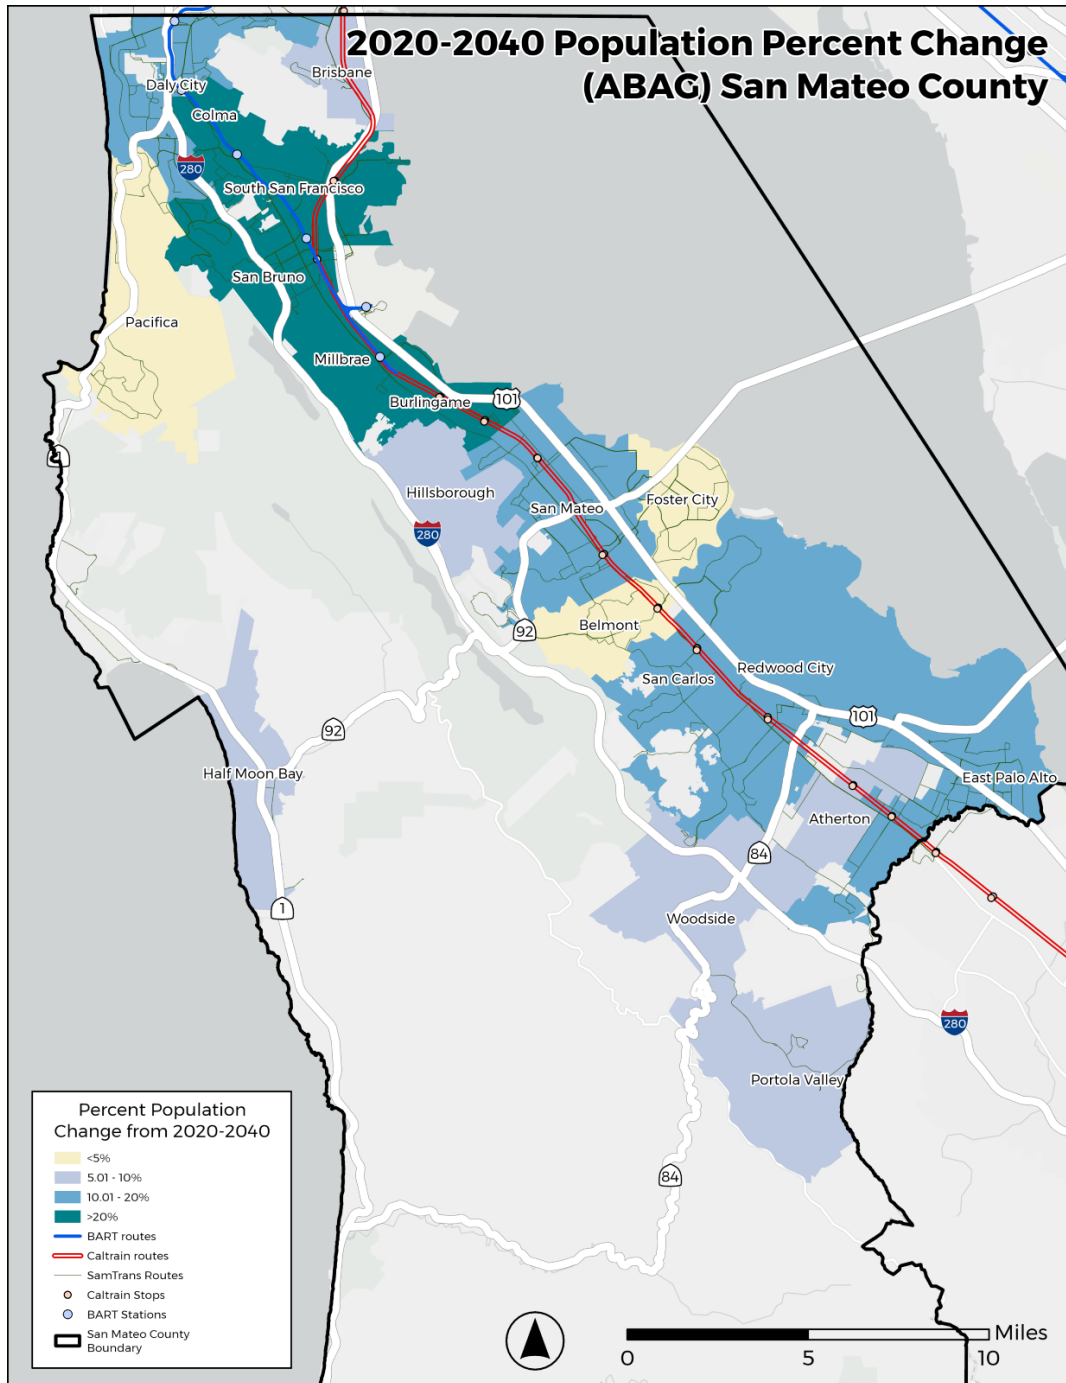 2020-2040 Population Percent Change
(ABAG) San Mateo County
Brisbane
Daly City
Colma
280
South San Francisco
San Bruno
Pacifica
Millbrae
Burlingame
101
1
Hillsborough
Foster City
San Mateo
280
92
Belmont
Redwood City
San Carlos
101
92
Half Moon Bay
East Palo Alto
Atherton
84
1
Woodside
280
Portola Valley
84
Percent Population
Change from 2020-2040
<5%
5.01 - 10%
10.01 - 20%
>20%
BART routes
Caltrain routes
SamTrans Routes
Caltrain Stops
BART Stations
San Mateo County
Boundary
Miles
0 5 10